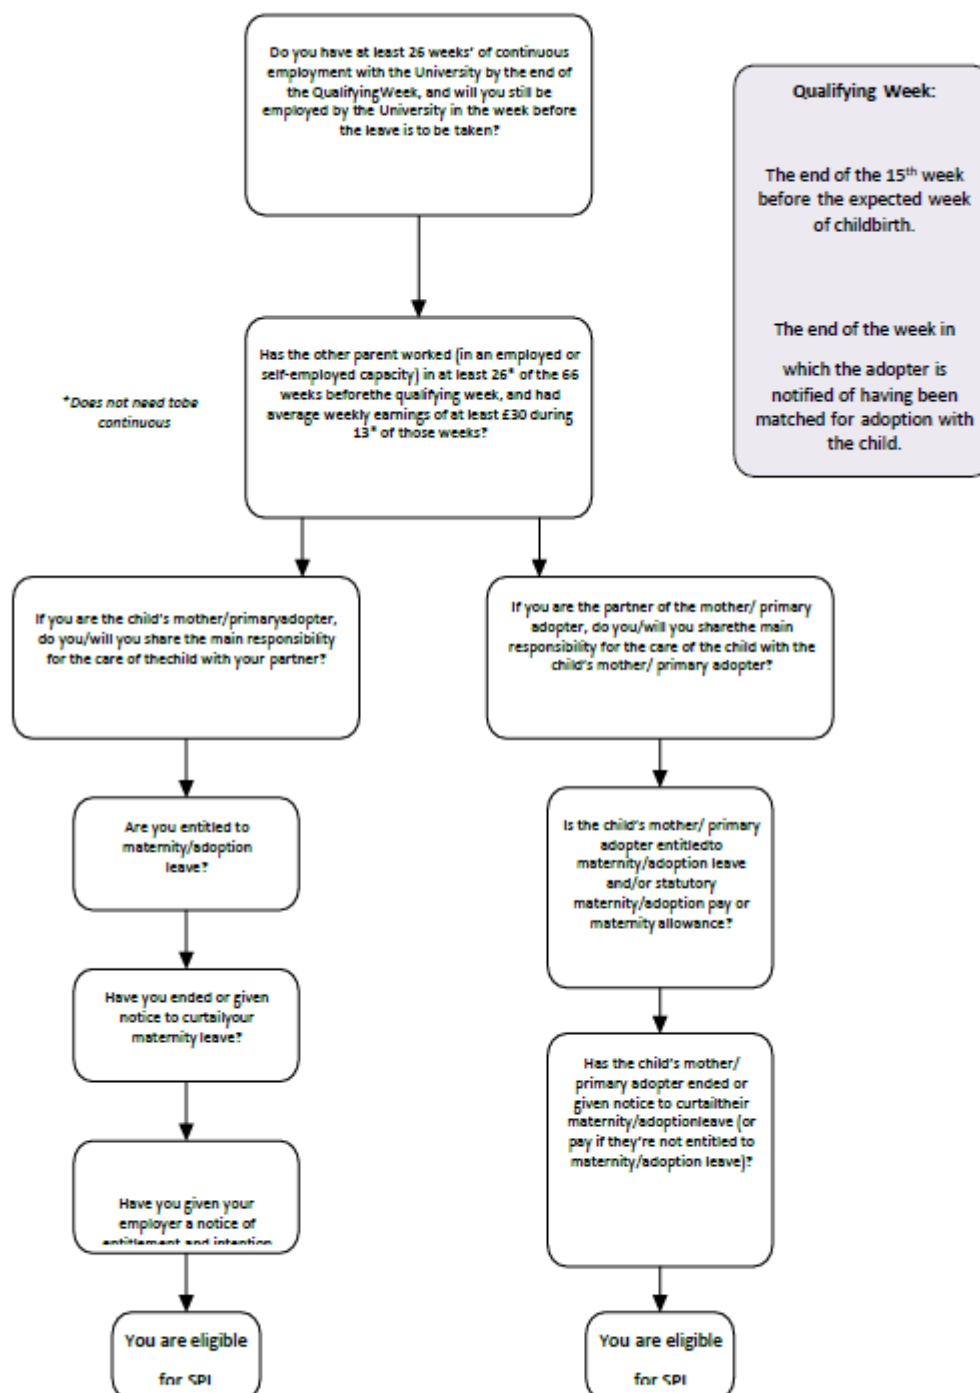 Do you have at least 26 weeks' of continuous
employment with the University by the end of
the QualifyingWeek, and will you still be
employed by the University in the week before
the leave is to be taken?
Qualifying Week:
The end of the 15th week
before the expected week
of childbirth.
The end of the week in
which the adopter is
notified of having been
matched for adoption with
the child.
Has the other parent worked (in an employed or
self-employed capacity) in at least 26* of the 66
weeks beforethe qualifying week, and had
average weekly earnings of at least £30 during
13* of those weeks?
*Does not need tobe
continuous
If you are the child's mother/primaryadopter,
do you/will you share the main responsibility
for the care of thechild with your partner?
If you are the partner of the mother/ primary
adopter, do you/will you sharethe main
responsibility for the care of the child with the
child's mother/ primary adopter?
Are you entitled to
maternity/adoption
leave?
Is the child's mother/ primary
adopter entitledto
maternity/adoption leave
and/or statutory
maternity/adoption pay or
maternity allowance?
Have you ended or given
notice to curtailyour
maternity leave?
Has the child's mother/
primary adopter ended or
given notice to curtailtheir
maternity/adoptionleave (or
pay if they're not entitled to
maternity/adoption leave)?
Have you given your
employer a notice of
entitlement and intention
You are eligible
for SPL
You are eligible
for SPL